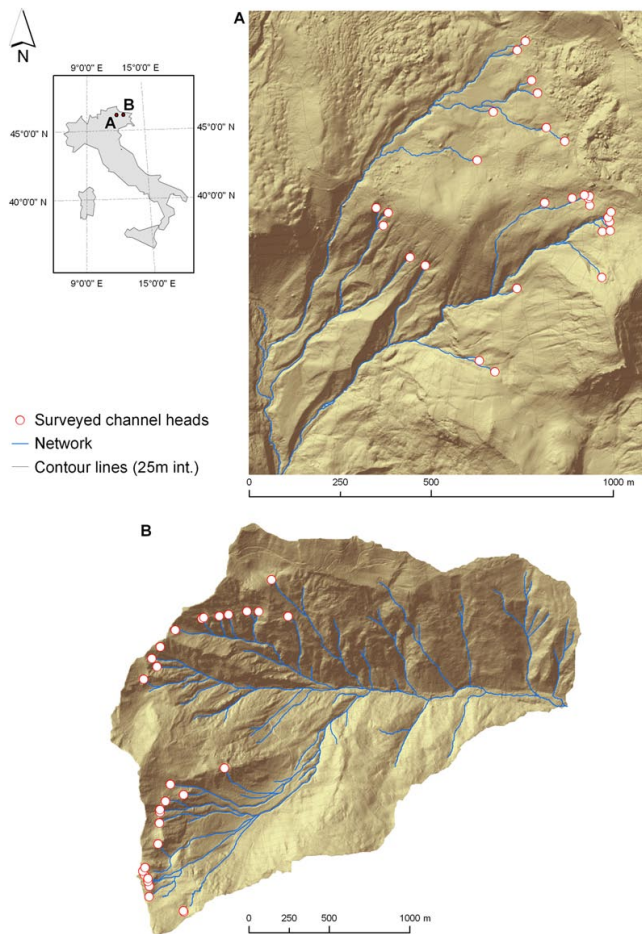 A
N
9°0'0" E
15°0'0" E
B
A
45°0'0" N
45°0'0" N
40°0'0" N
40°0'0" N
9°0'0" E
15°0'0" E
Surveyed channel heads
Network
Contour lines (25m int.)
0 250 500 1000 m
B
0 250 500 1000 m